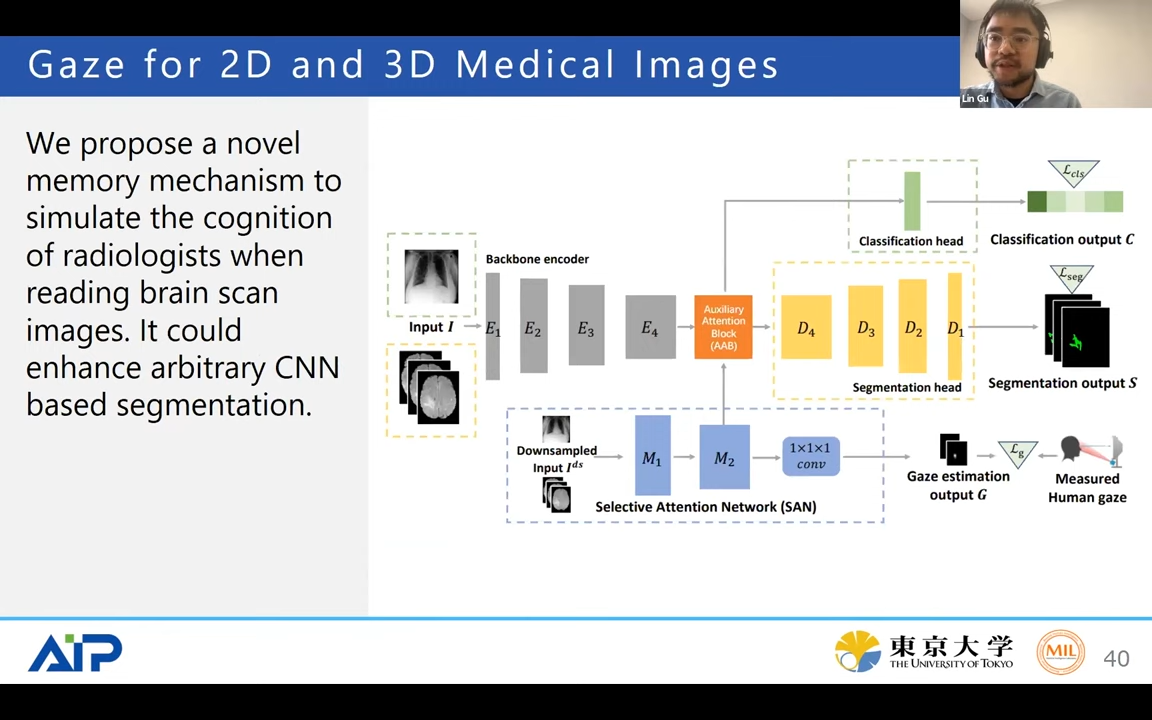 Gaze for 2D and 3D Medical Images
Lin Gu
We propose a novel
memory mechanism to
simulate the cognition
of radiologists when
reading brain scan
images. It could
enhance arbitrary CNN
based segmentation.
ℒcls
Classification head
Classification output C
Backbone encoder
Input I
E1
E2
E3
E4
Auxiliary
Attention
Block
(AAB)
D4
D3
D2
D1
ℒseg
Segmentation head
Segmentation output S
Downsampled
Input I^ds
M1
M2
1×1×1
conv
Selective Attention Network (SAN)
Gaze estimation
output G
ℒg
Measured
Human gaze
AIP
東京大学
THE UNIVERSITY OF TOKYO
MIL
40